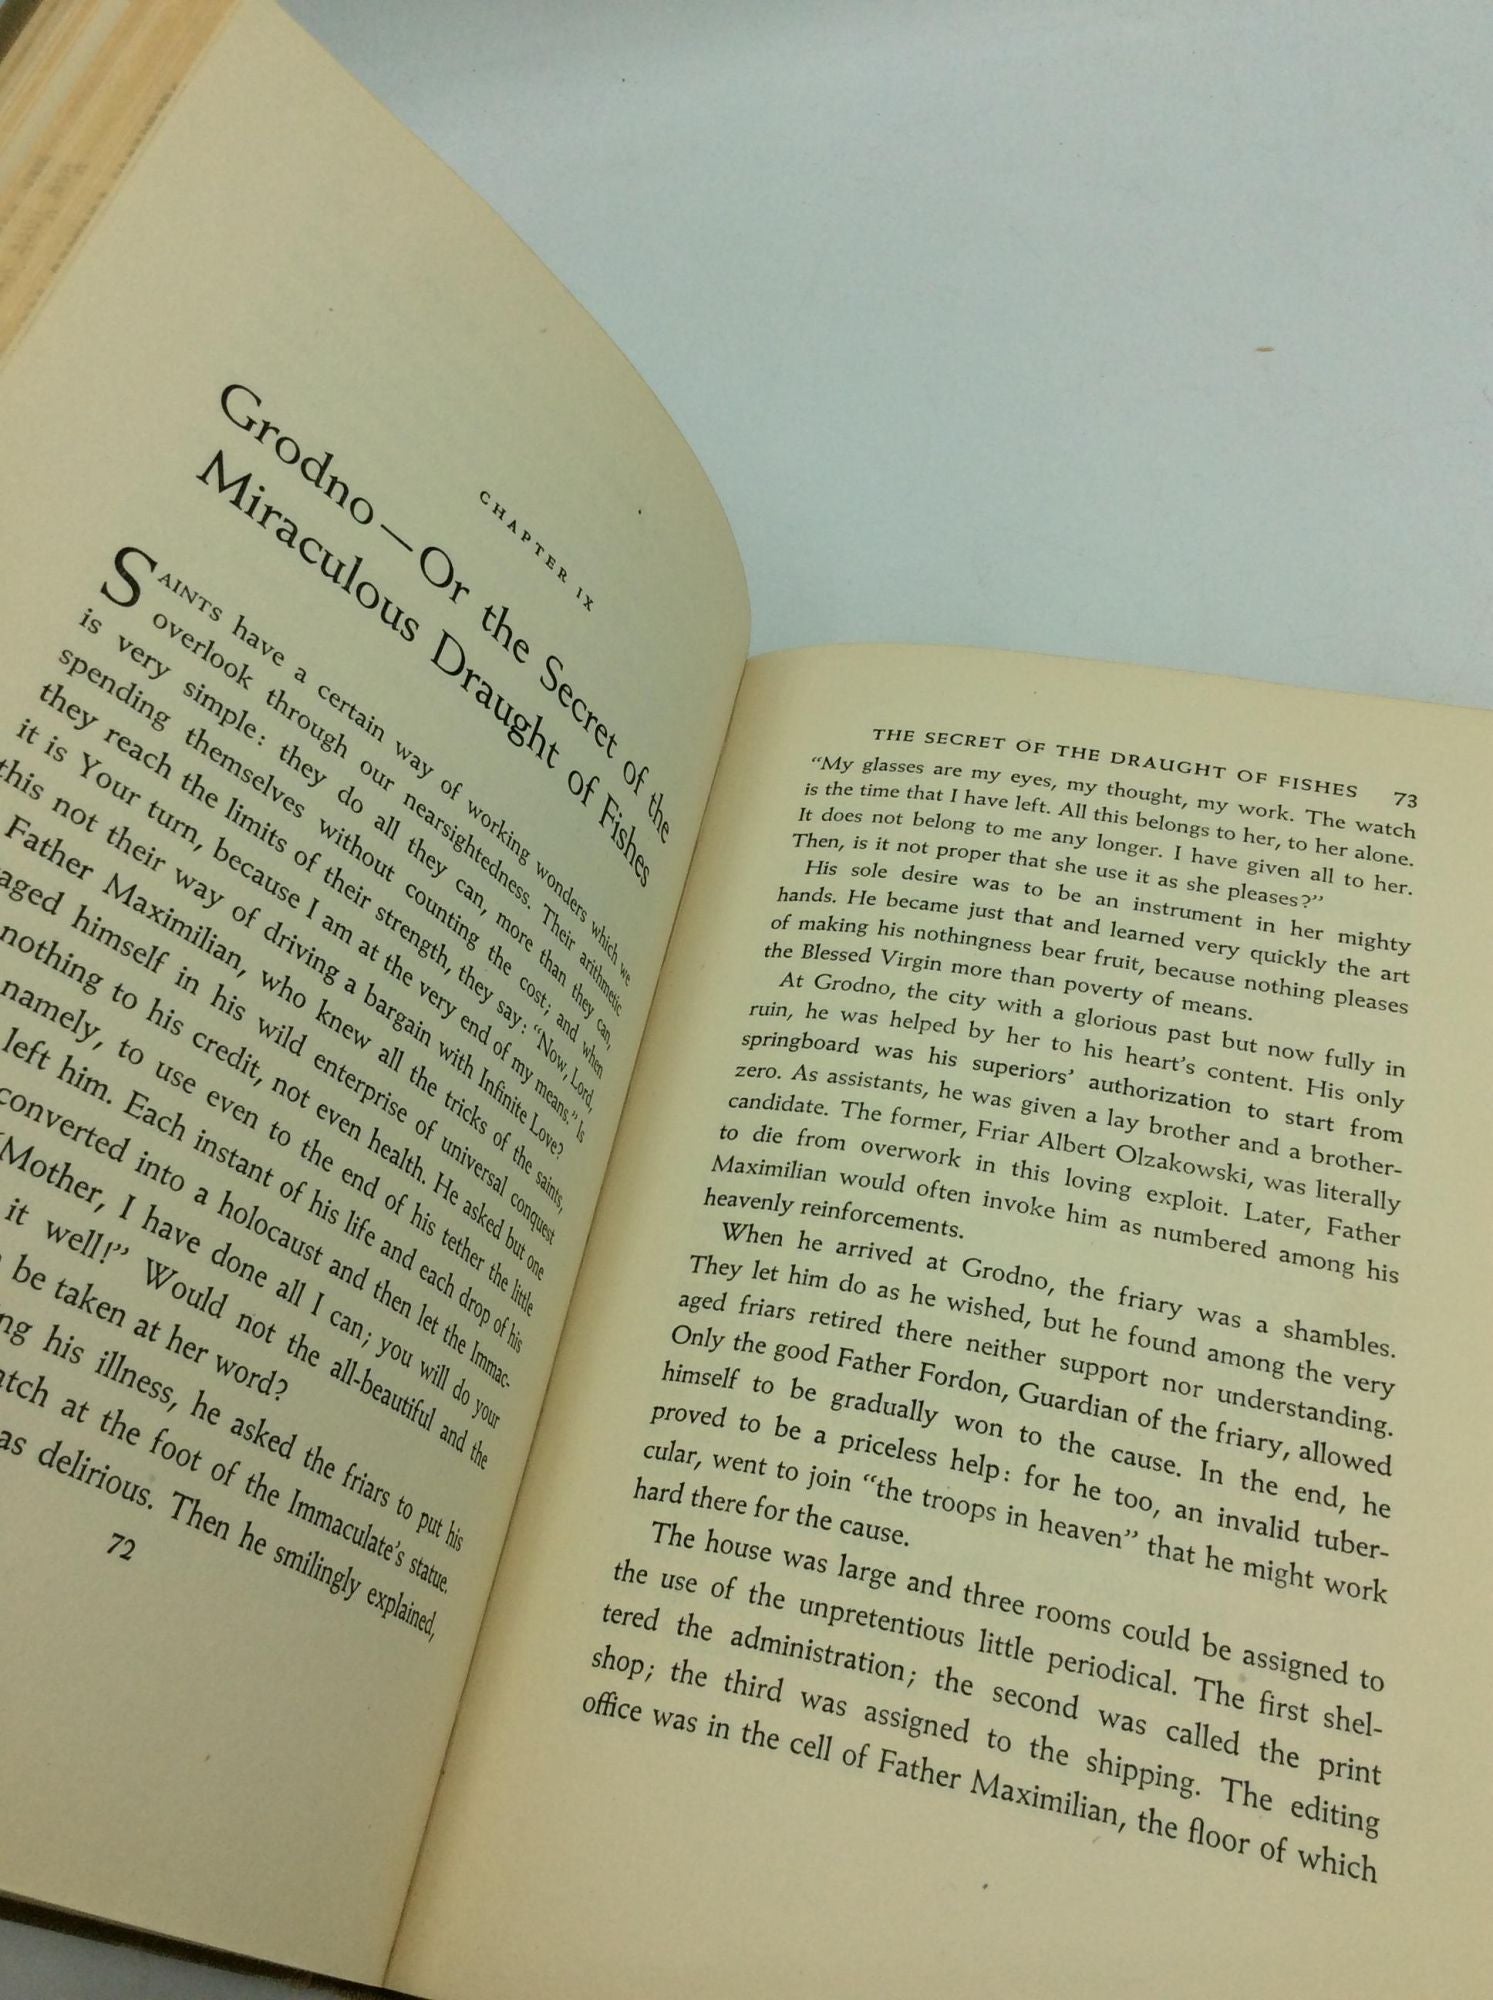 CHAPTER IX
Grodno—Or the Secret of the
Miraculous Draught of Fishes
SAINTS have a certain way of working wonders which we
overlook through our nearsightedness. Their arithmetic
is very simple: they do all they can, more than they can,
spending themselves without counting the cost; and when
they reach the limits of their strength, they say: "Now, Lord,
it is Your turn, because I am at the very end of my means." Is
this not their way of driving a bargain with Infinite Love?
Father Maximilian, who knew all the tricks of the saints,
himself in his wild enterprise of universal conquest
nothing to his credit, not even health. He asked but one
namely, to use even to the end of his tether the little
left him. Each instant of his life and each drop of his
converted into a holocaust and then let the Immac-
"Mother, I have done all I can; you will do your
it well!" Would not the all-beautiful and the
be taken at her word?
his illness, he asked the friars to put his
at the foot of the Immaculate's statue.
as delirious. Then he smilingly explained,
72
THE SECRET OF THE DRAUGHT OF FISHES 73
"My glasses are my eyes, my thought, my work. The watch
is the time that I have left. All this belongs to her, to her alone.
It does not belong to me any longer. I have given all to her.
Then, is it not proper that she use it as she pleases?"
His sole desire was to be an instrument in her mighty
hands. He became just that and learned very quickly the art
of making his nothingness bear fruit, because nothing pleases
the Blessed Virgin more than poverty of means.
At Grodno, the city with a glorious past but now fully in
ruin, he was helped by her to his heart's content. His only
springboard was his superiors' authorization to start from
zero. As assistants, he was given a lay brother and a brother-
candidate. The former, Friar Albert Olzakowski, was literally
to die from overwork in this loving exploit. Later, Father
Maximilian would often invoke him as numbered among his
heavenly reinforcements.
When he arrived at Grodno, the friary was a shambles.
They let him do as he wished, but he found among the very
aged friars retired there neither support nor understanding.
Only the good Father Fordon, Guardian of the friary, allowed
himself to be gradually won to the cause. In the end, he
proved to be a priceless help: for he too, an invalid tuber-
cular, went to join "the troops in heaven" that he might work
hard there for the cause.
The house was large and three rooms could be assigned to
the use of the unpretentious little periodical. The first shel-
tered the administration; the second was called the print
shop; the third was assigned to the shipping. The editing
office was in the cell of Father Maximilian, the floor of which